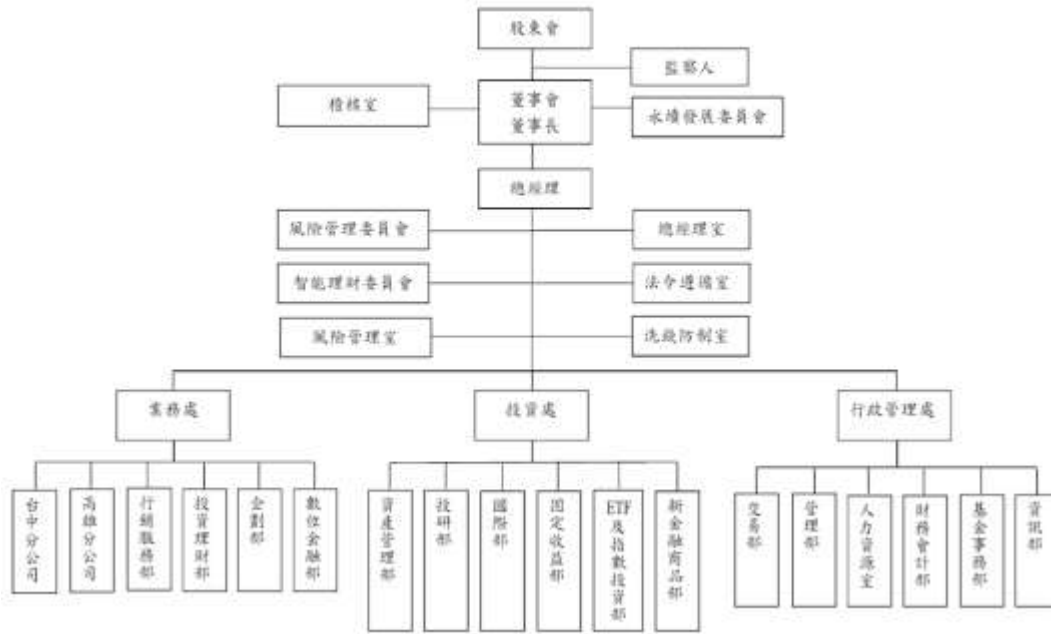 股東會
監察人
稽核室
董事會
董事長
永續發展委員會
總經理
風險管理委員會
總經理室
智能理財委員會
法令遵循室
風險管理室
洗錢防制室
業務處
投資處
行政管理處
台中分公司
高雄分公司
行銷服務部
投資理財部
企劃部
數位金融部
資產管理部
投研部
國際部
固定收益部
ETF及指數投資部
新金融商品部
交易部
管理部
人力資源室
財務會計部
基金事務部
資訊部